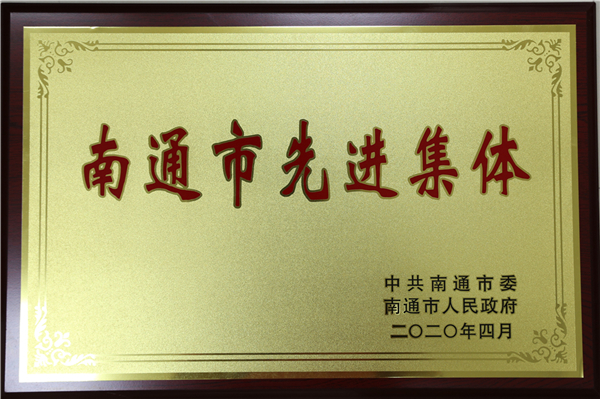 南通市先进集体
中共南通市委
南通市人民政府
二〇二〇年四月